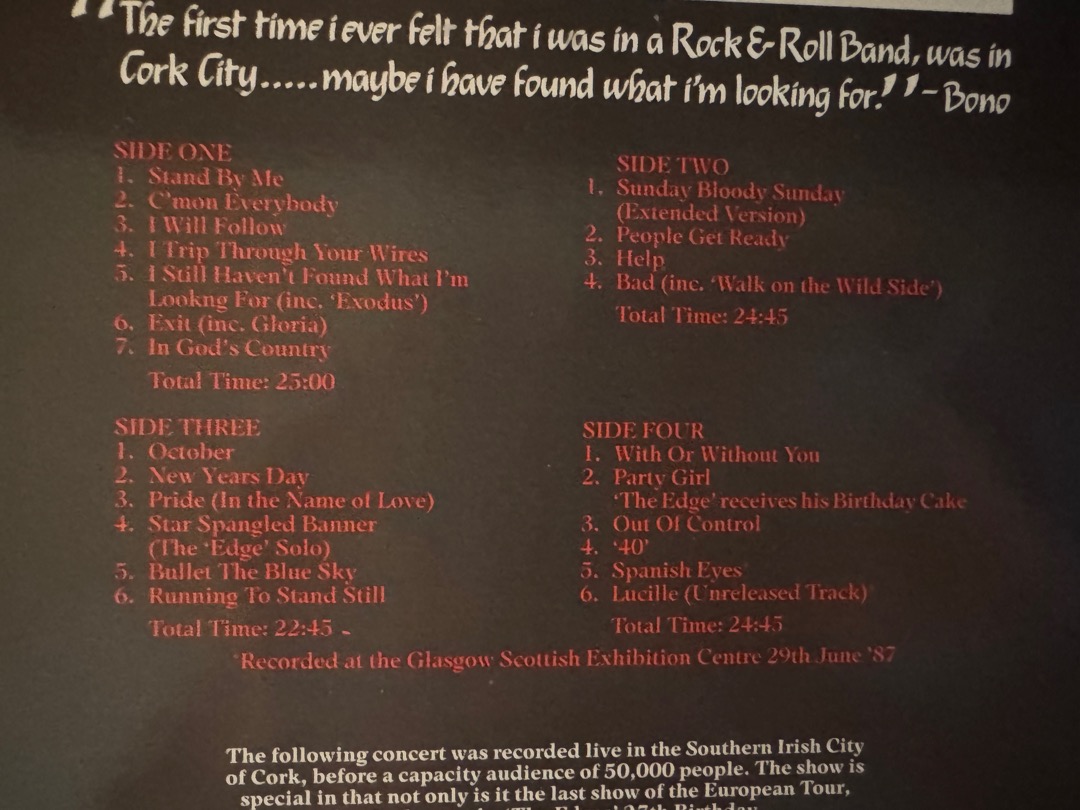 "The first time i ever felt that i was in a Rock & Roll Band, was in
Cork City.....maybe i have found what i'm looking for." – Bono
SIDE ONE
1. Stand By Me
2. C'mon Everybody
3. I Will Follow
4. I Trip Through Your Wires
5. I Still Haven't Found What I'm
Lookng For (inc. 'Exodus')
6. Exit (inc. Gloria)
7. In God's Country
Total Time: 25:00
SIDE TWO
1. Sunday Bloody Sunday
(Extended Version)
2. People Get Ready
3. Help
4. Bad (inc. 'Walk on the Wild Side')
Total Time: 24:45
SIDE THREE
1. October
2. New Years Day
3. Pride (In the Name of Love)
4. Star Spangled Banner
(The 'Edge' Solo)
5. Bullet The Blue Sky
6. Running To Stand Still
Total Time: 22:45
SIDE FOUR
1. With Or Without You
2. Party Girl
'The Edge' receives his Birthday Cake
3. Out Of Control
4. '40'
5. Spanish Eyes*
6. Lucille (Unreleased Track)*
Total Time: 24:45
*Recorded at the Glasgow Scottish Exhibition Centre 29th June '87
The following concert was recorded live in the Southern Irish City
of Cork, before a capacity audience of 50,000 people. The show is
special in that not only is it the last show of the European Tour,
'The Edge' 27th Birthday